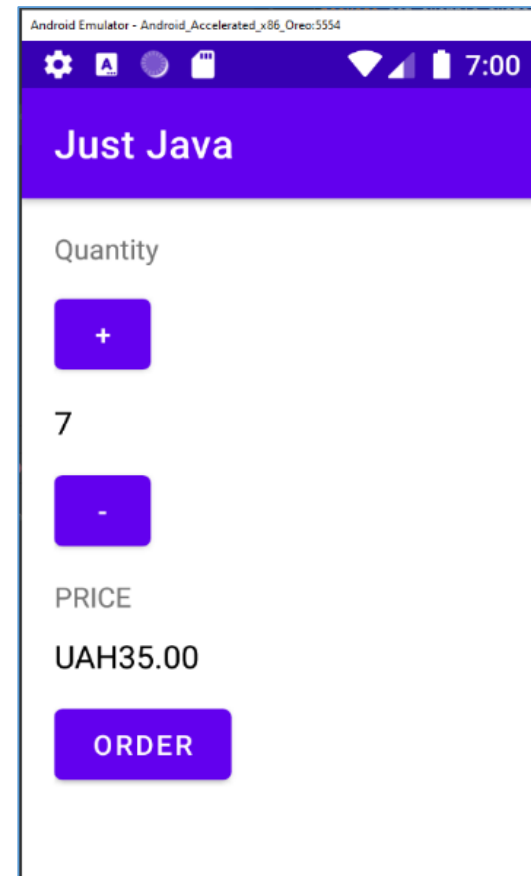 Android Emulator - Android_Accelerated_x86_Oreo:5554
7:00
Just Java
Quantity
+
7
-
PRICE
UAH35.00
ORDER